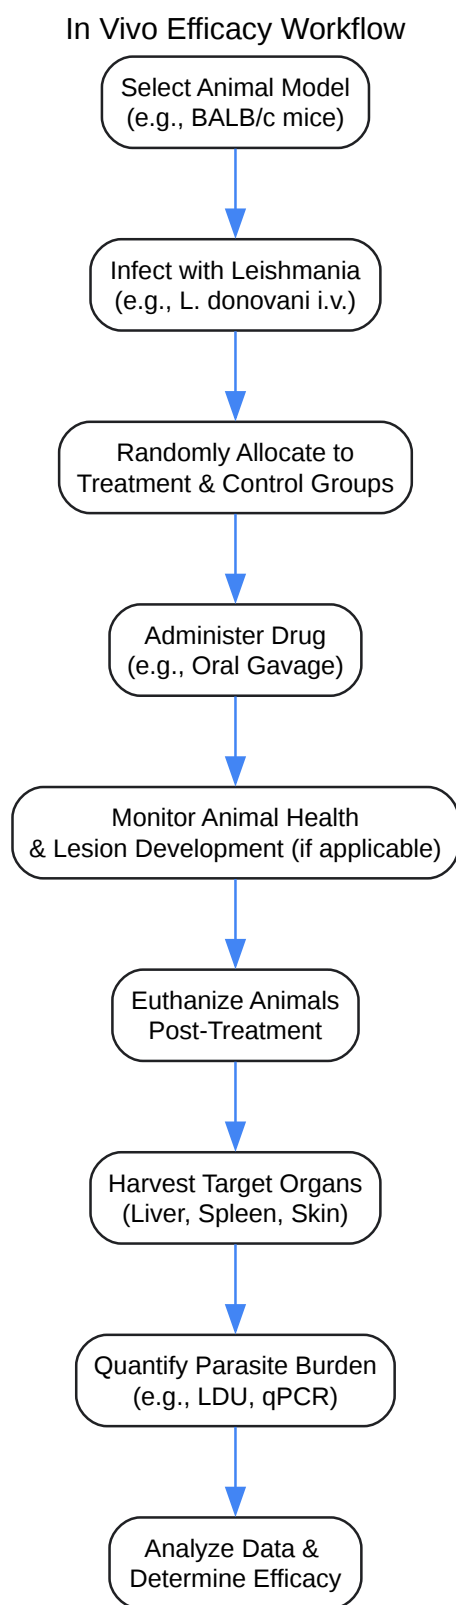 In Vivo Efficacy Workflow
Select Animal Model
(e.g., BALB/c mice)
Infect with Leishmania
(e.g., L. donovani i.v.)
Randomly Allocate to
Treatment & Control Groups
Administer Drug
(e.g., Oral Gavage)
Monitor Animal Health
& Lesion Development (if applicable)
Euthanize Animals
Post-Treatment
Harvest Target Organs
(Liver, Spleen, Skin)
Quantify Parasite Burden
(e.g., LDU, qPCR)
Analyze Data &
Determine Efficacy